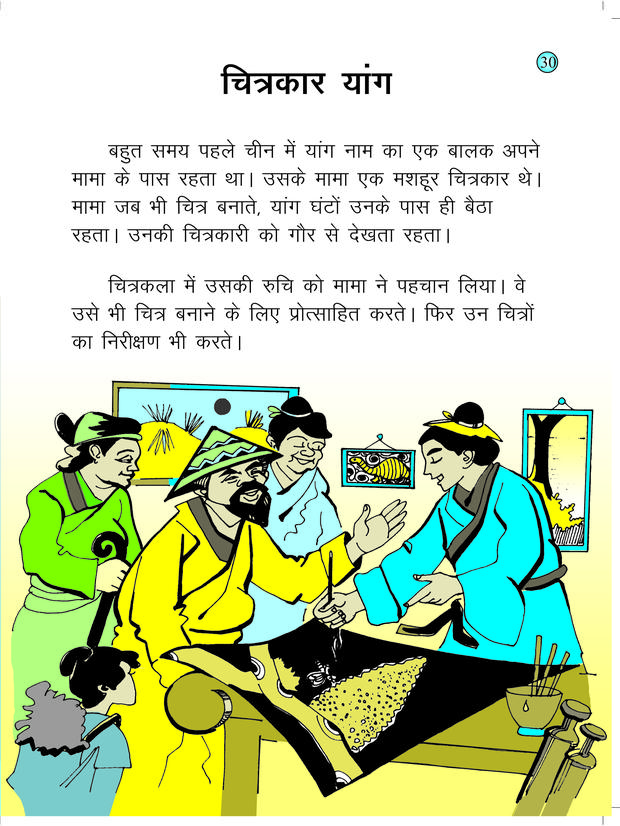 30
चित्रकार यांग
बहुत समय पहले चीन में यांग नाम का एक बालक अपने
मामा के पास रहता था। उसके मामा एक मशहूर चित्रकार थे।
मामा जब भी चित्र बनाते, यांग घंटों उनके पास ही बैठा
रहता। उनकी चित्रकारी को गौर से देखता रहता।
चित्रकला में उसकी रुचि को मामा ने पहचान लिया। वे
उसे भी चित्र बनाने के लिए प्रोत्साहित करते। फिर उन चित्रों
का निरीक्षण भी करते।